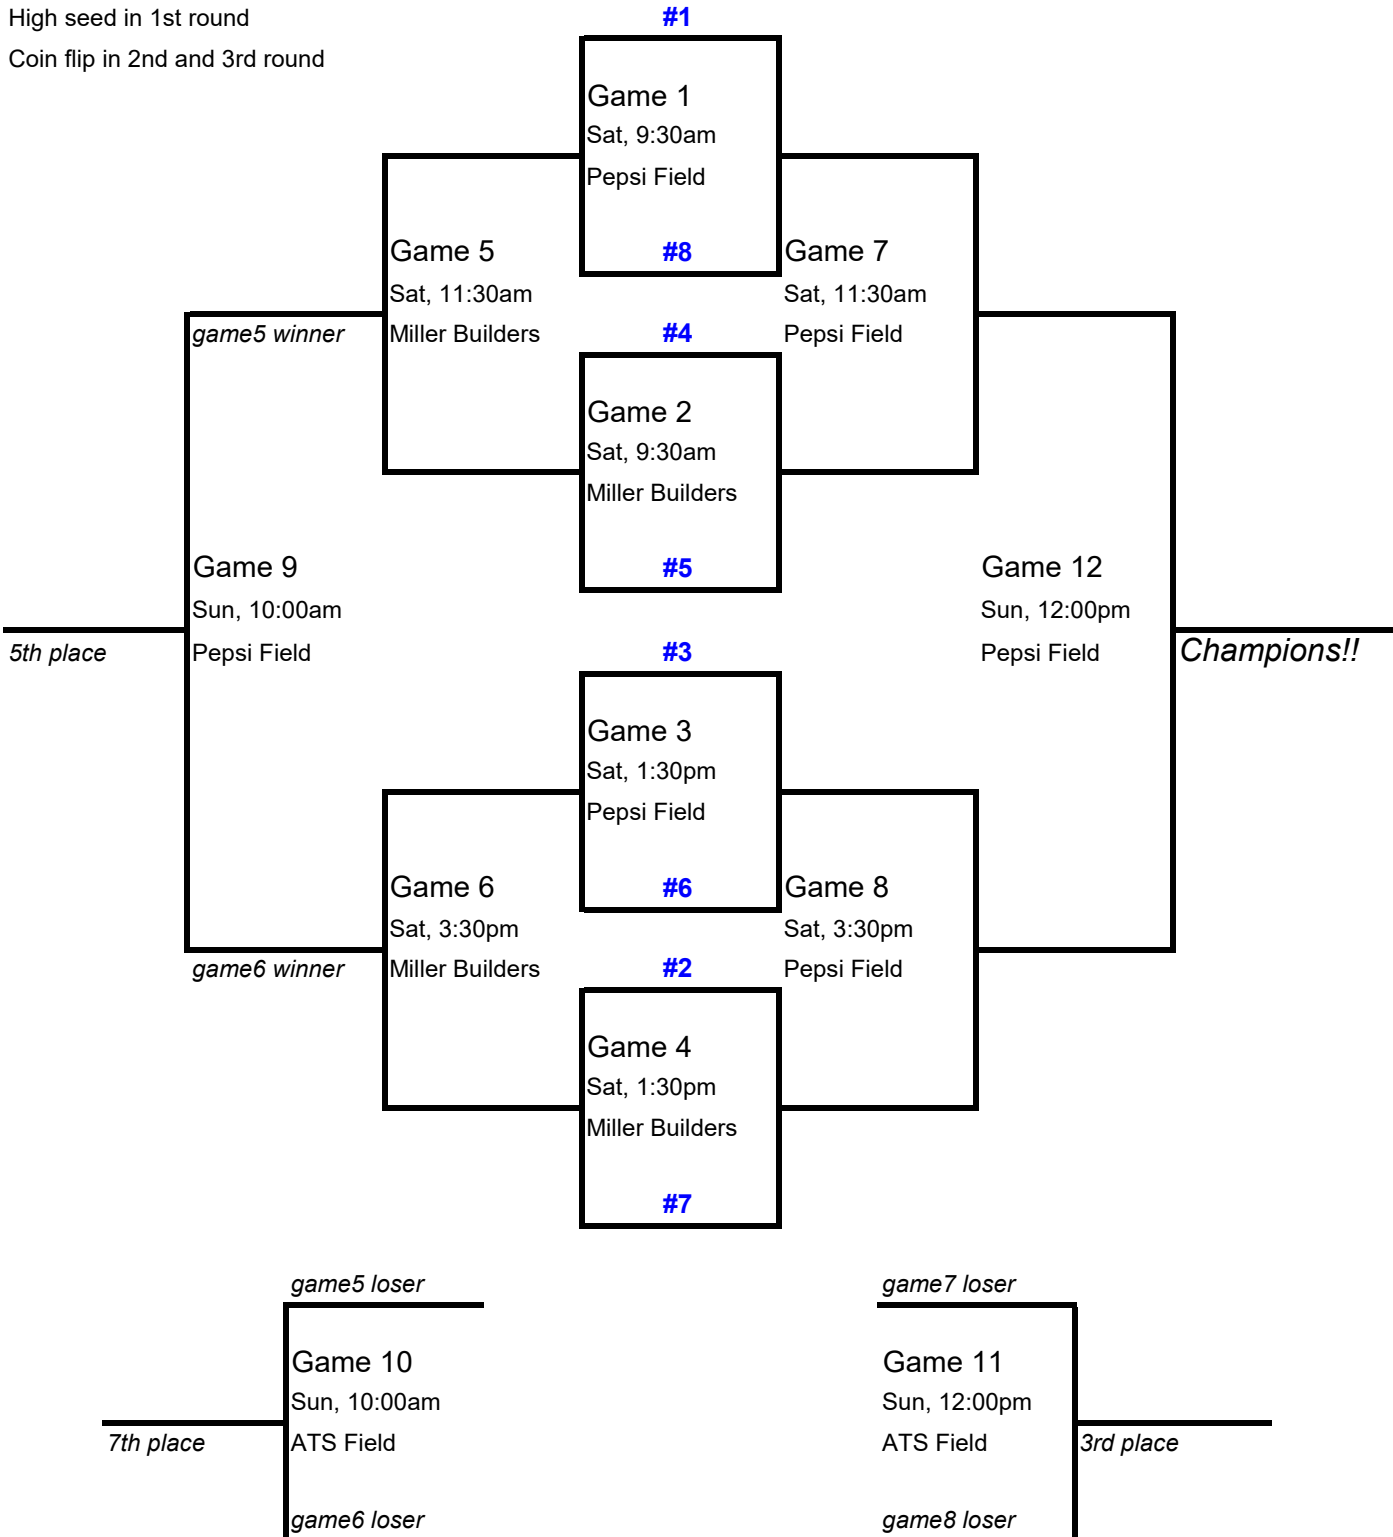 High seed in 1st round
Coin flip in 2nd and 3rd round
#1
Game 1
Sat, 9:30am
Pepsi Field
#8
Game 5
Sat, 11:30am
Miller Builders
game5 winner
Game 7
Sat, 11:30am
Pepsi Field
#4
Game 2
Sat, 9:30am
Miller Builders
#5
Game 9
Sun, 10:00am
Pepsi Field
5th place
Game 12
Sun, 12:00pm
Pepsi Field
Champions!!
#3
Game 3
Sat, 1:30pm
Pepsi Field
#6
Game 6
Sat, 3:30pm
Miller Builders
game6 winner
Game 8
Sat, 3:30pm
Pepsi Field
#2
Game 4
Sat, 1:30pm
Miller Builders
#7
game5 loser
Game 10
Sun, 10:00am
ATS Field
7th place
game6 loser
game7 loser
Game 11
Sun, 12:00pm
ATS Field
3rd place
game8 loser